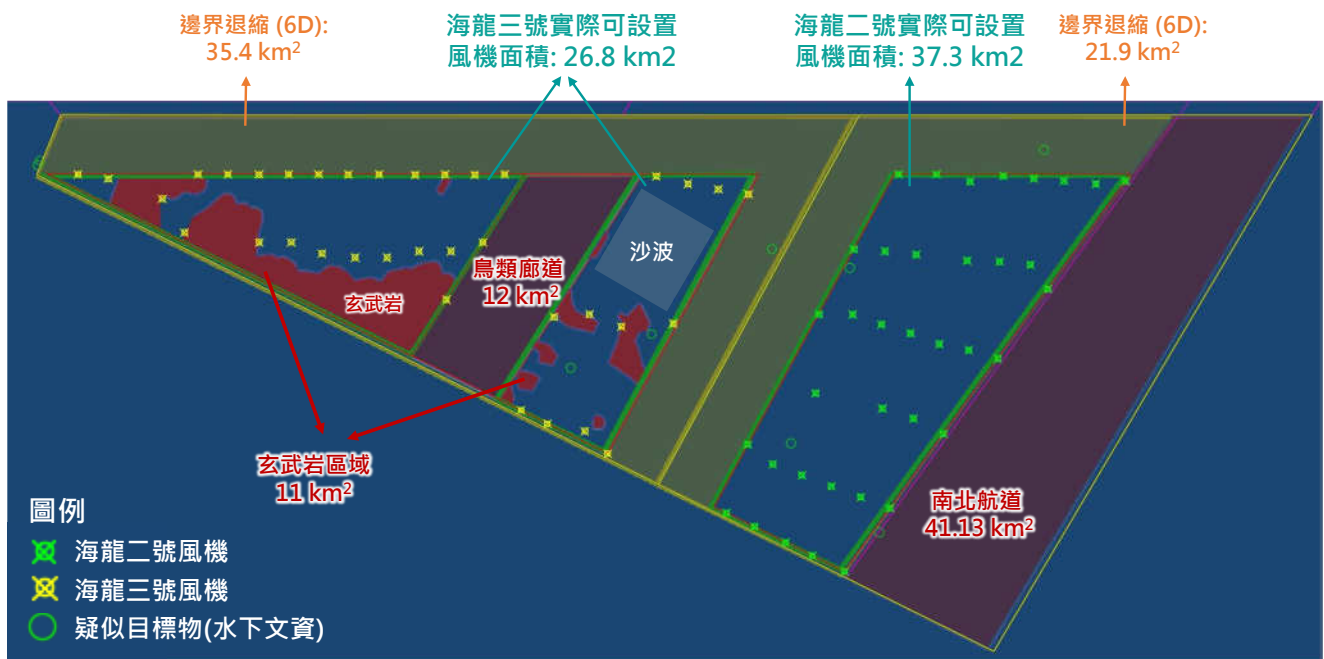 邊界退縮 (6D):
35.4 km²
海龍三號實際可設置
風機面積: 26.8 km2
海龍二號實際可設置
風機面積: 37.3 km2
邊界退縮 (6D):
21.9 km²
沙波
鳥類廊道
12 km²
玄武岩
玄武岩區域
11 km²
南北航道
41.13 km²
圖例
海龍二號風機
海龍三號風機
疑似目標物(水下文資)